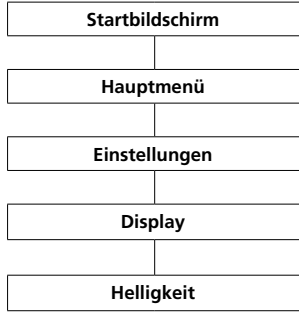 Startbildschirm
Hauptmenü
Einstellungen
Display
Helligkeit